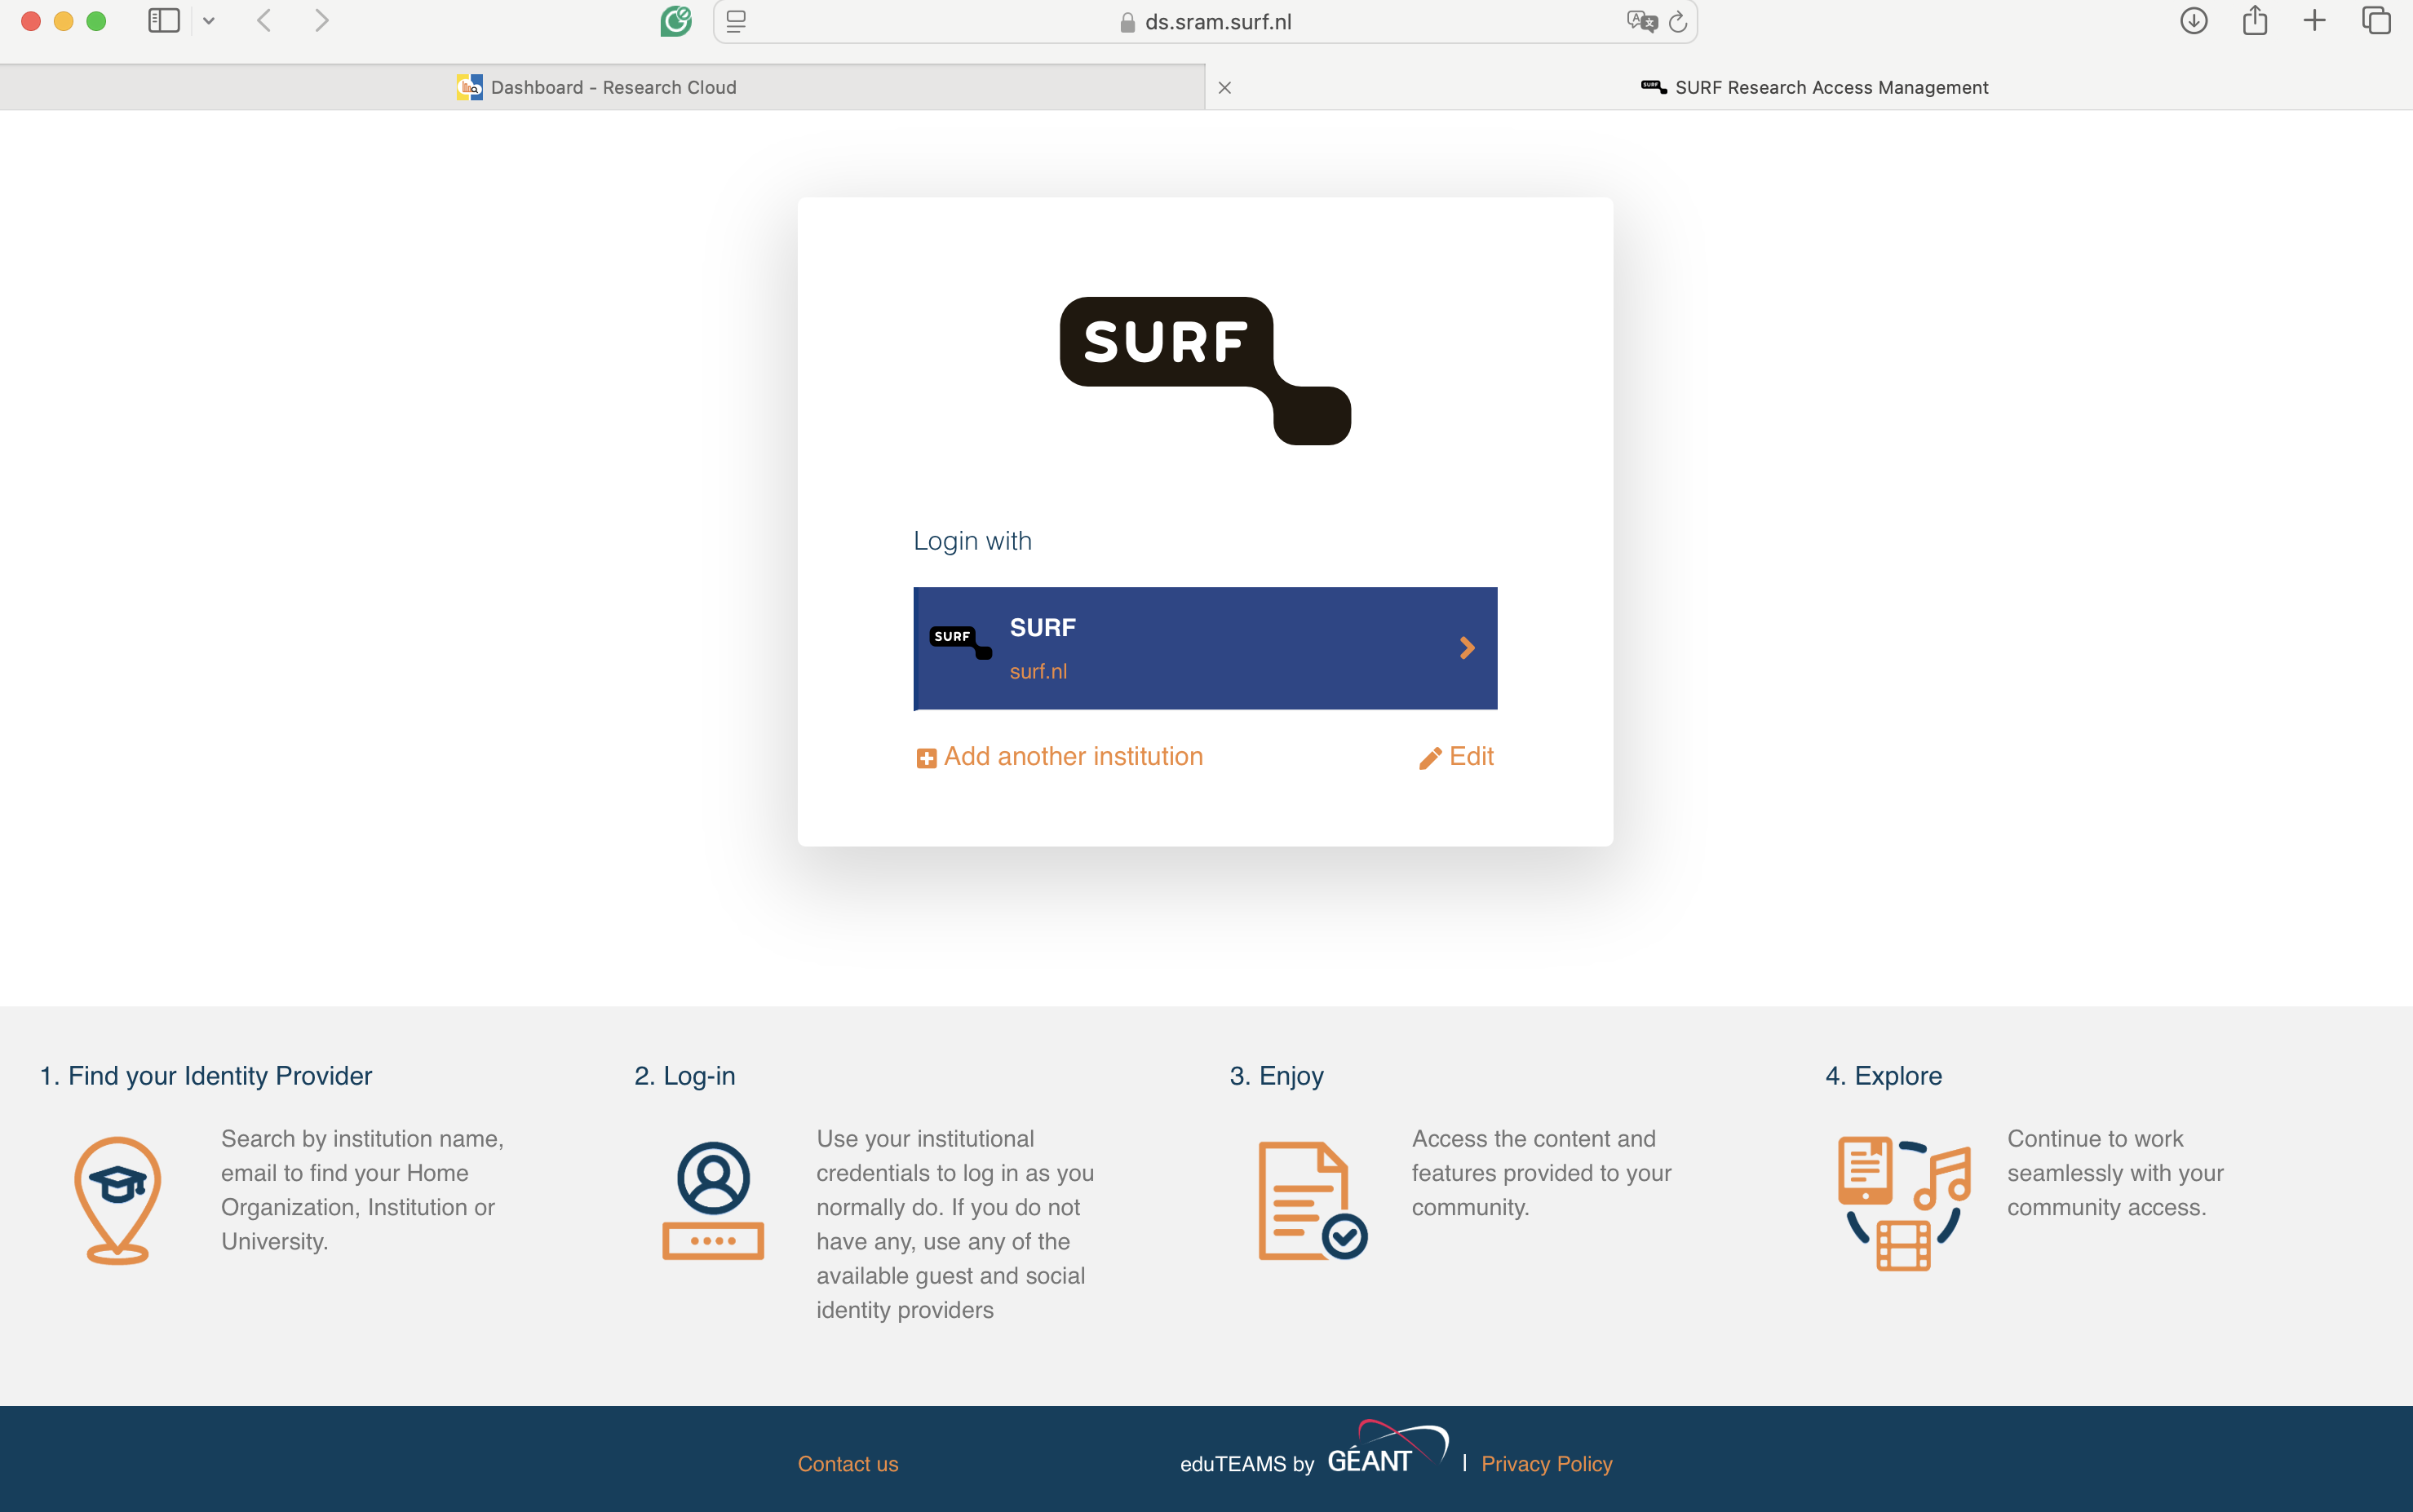 ds.sram.surf.nl
Dashboard - Research Cloud
SURF Research Access Management
SURF
Login with
SURF
SURF
surf.nl
Add another institution
Edit
1. Find your Identity Provider
Search by institution name,
email to find your Home
Organization, Institution or
University.
2. Log-in
Use your institutional
credentials to log in as you
normally do. If you do not
have any, use any of the
available guest and social
identity providers
3. Enjoy
Access the content and
features provided to your
community.
4. Explore
Continue to work
seamlessly with your
community access.
Contact us
eduTEAMS by GÉANT | Privacy Policy